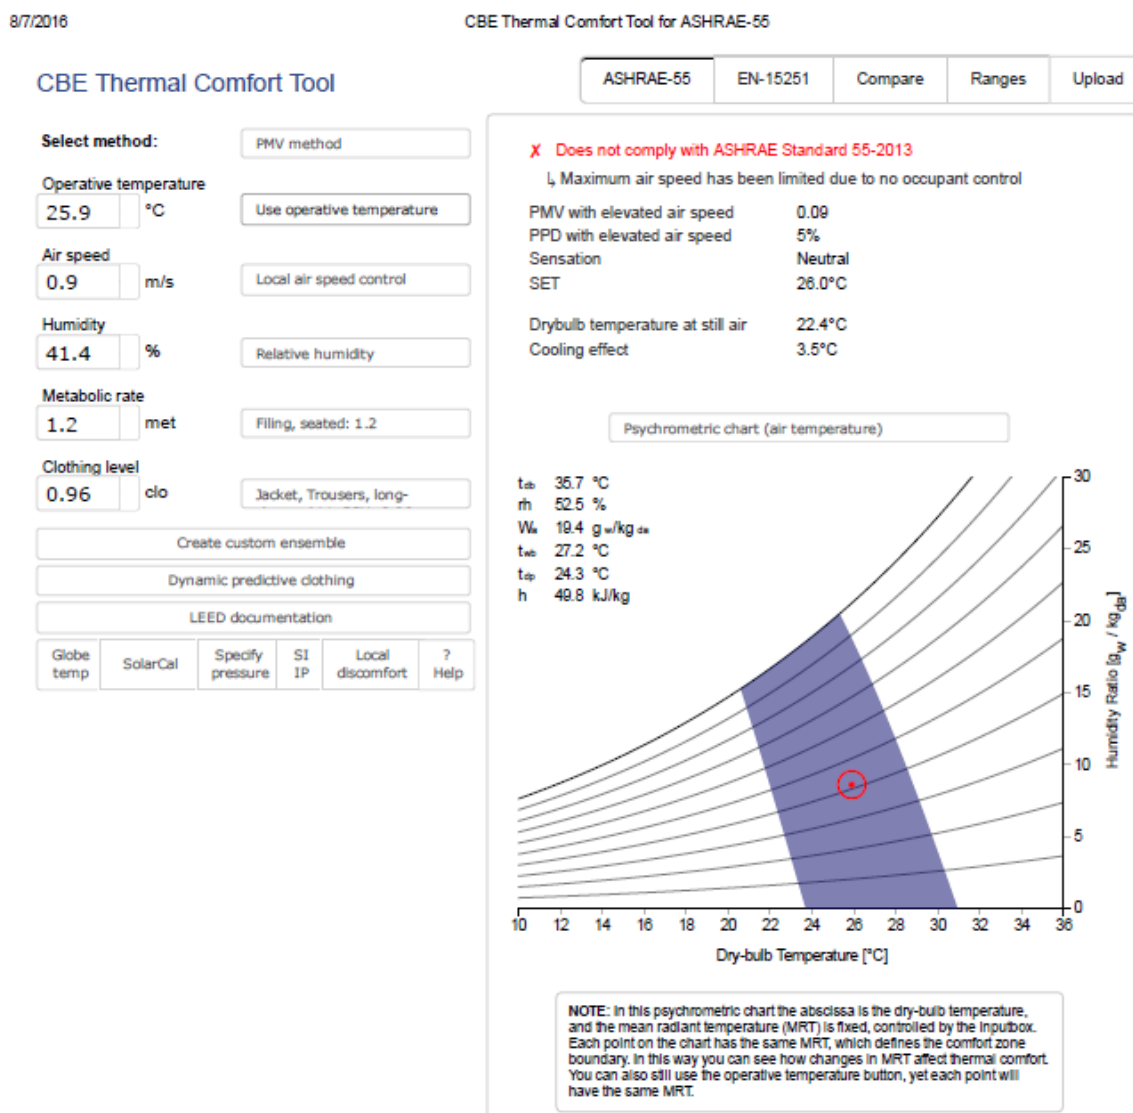 8/7/2016
CBE Thermal Comfort Tool for ASHRAE-55
CBE Thermal Comfort Tool
ASHRAE-55
EN-15251
Compare
Ranges
Upload
Select method:
PMV method
Operative temperature
25.9
°C
Use operative temperature
Air speed
0.9
m/s
Local air speed control
Humidity
41.4
%
Relative humidity
Metabolic rate
1.2
met
Filing, seated: 1.2
Clothing level
0.96
clo
Jacket, Trousers, long-
Create custom ensemble
Dynamic predictive clothing
LEED documentation
Globe
temp
SolarCal
Specify
pressure
SI
IP
Local
discomfort
?
Help
✗ Does not comply with ASHRAE Standard 55-2013
↳ Maximum air speed has been limited due to no occupant control
PMV with elevated air speed 0.09
PPD with elevated air speed 5%
Sensation Neutral
SET 26.0°C
Drybulb temperature at still air 22.4°C
Cooling effect 3.5°C
Psychrometric chart (air temperature)
tdb 35.7 °C
rh 52.5 %
Wa 19.4 g w/kg da
twb 27.2 °C
tdp 24.3 °C
h 49.8 kJ/kg
30
25
20
15
10
5
0
Humidity Ratio [gw / kgda]
10 12 14 16 18 20 22 24 26 28 30 32 34 36
Dry-bulb Temperature [°C]
NOTE: In this psychrometric chart the abscissa is the dry-bulb temperature,
and the mean radiant temperature (MRT) is fixed, controlled by the inputbox.
Each point on the chart has the same MRT, which defines the comfort zone
boundary. In this way you can see how changes in MRT affect thermal comfort.
You can also still use the operative temperature button, yet each point will
have the same MRT.